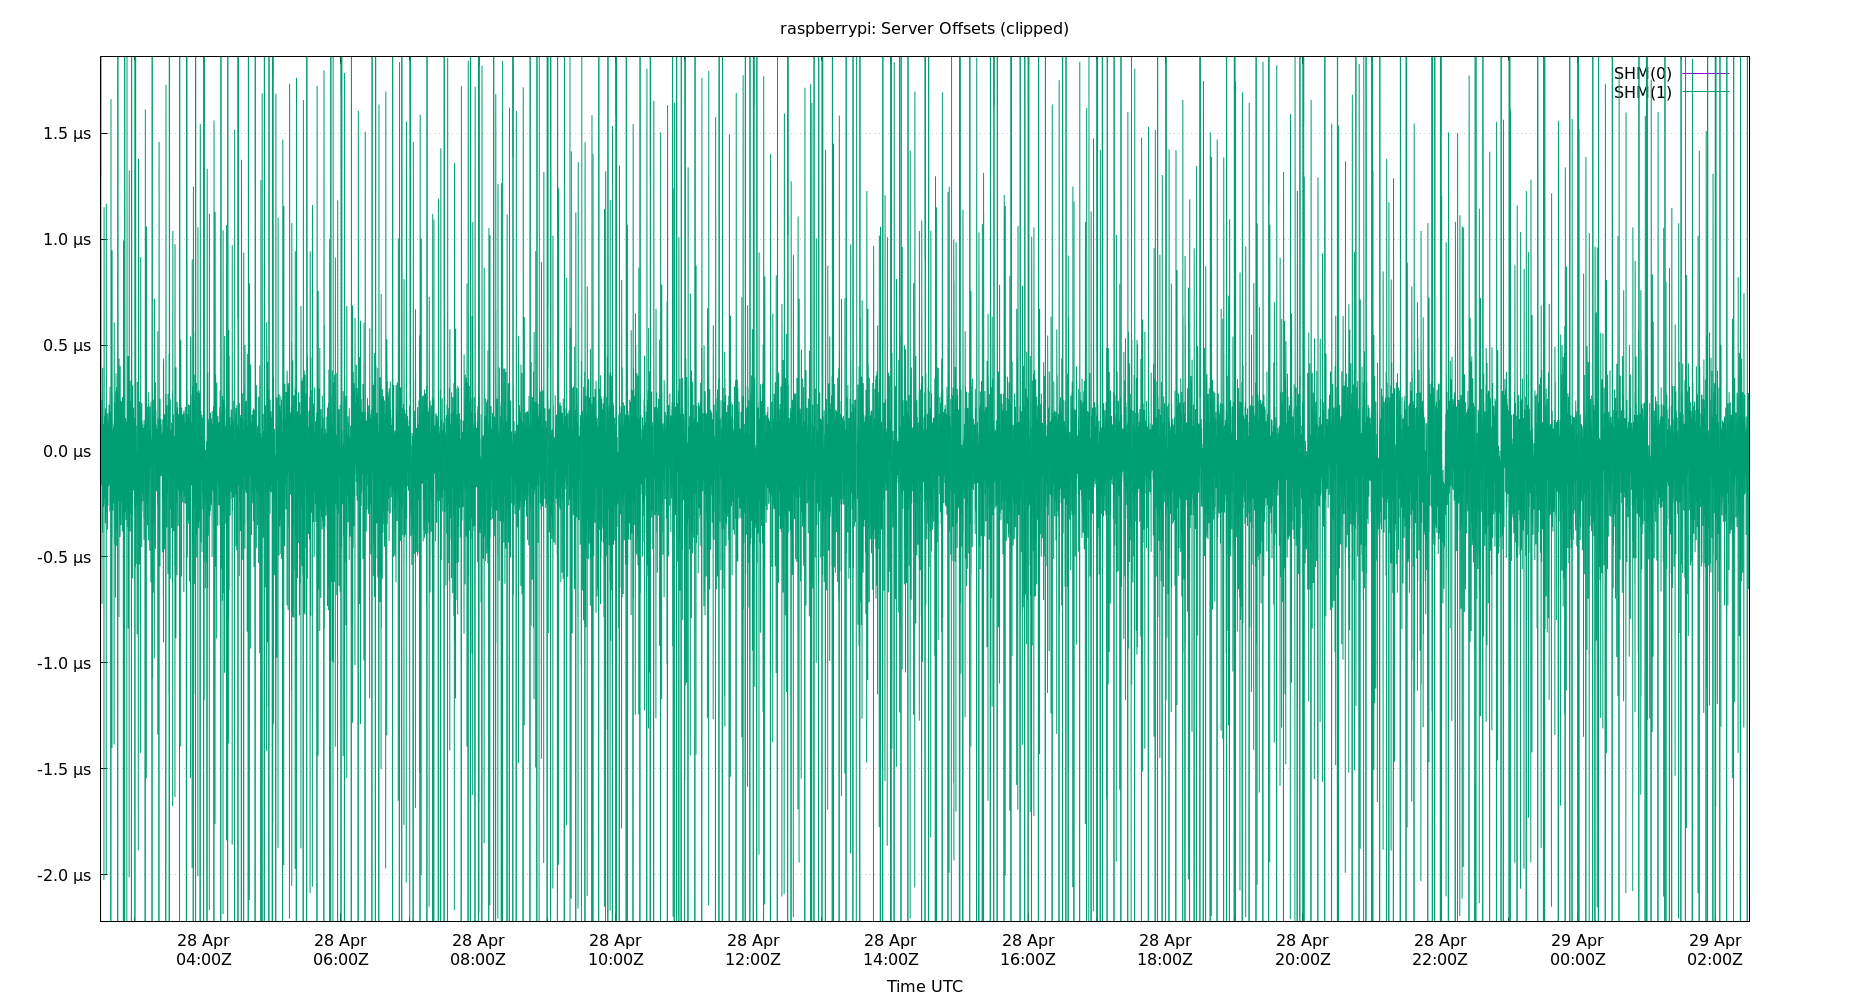 raspberrypi: Server Offsets (clipped)
SHM(0)
SHM(1)
1.5 µs
1.0 µs
0.5 µs
0.0 µs
-0.5 µs
-1.0 µs
-1.5 µs
-2.0 µs
28 Apr 28 Apr 28 Apr 28 Apr 28 Apr 28 Apr 28 Apr 28 Apr 28 Apr 28 Apr 29 Apr 29 Apr
04:00Z 06:00Z 08:00Z 10:00Z 12:00Z 14:00Z 16:00Z 18:00Z 20:00Z 22:00Z 00:00Z 02:00Z
Time UTC